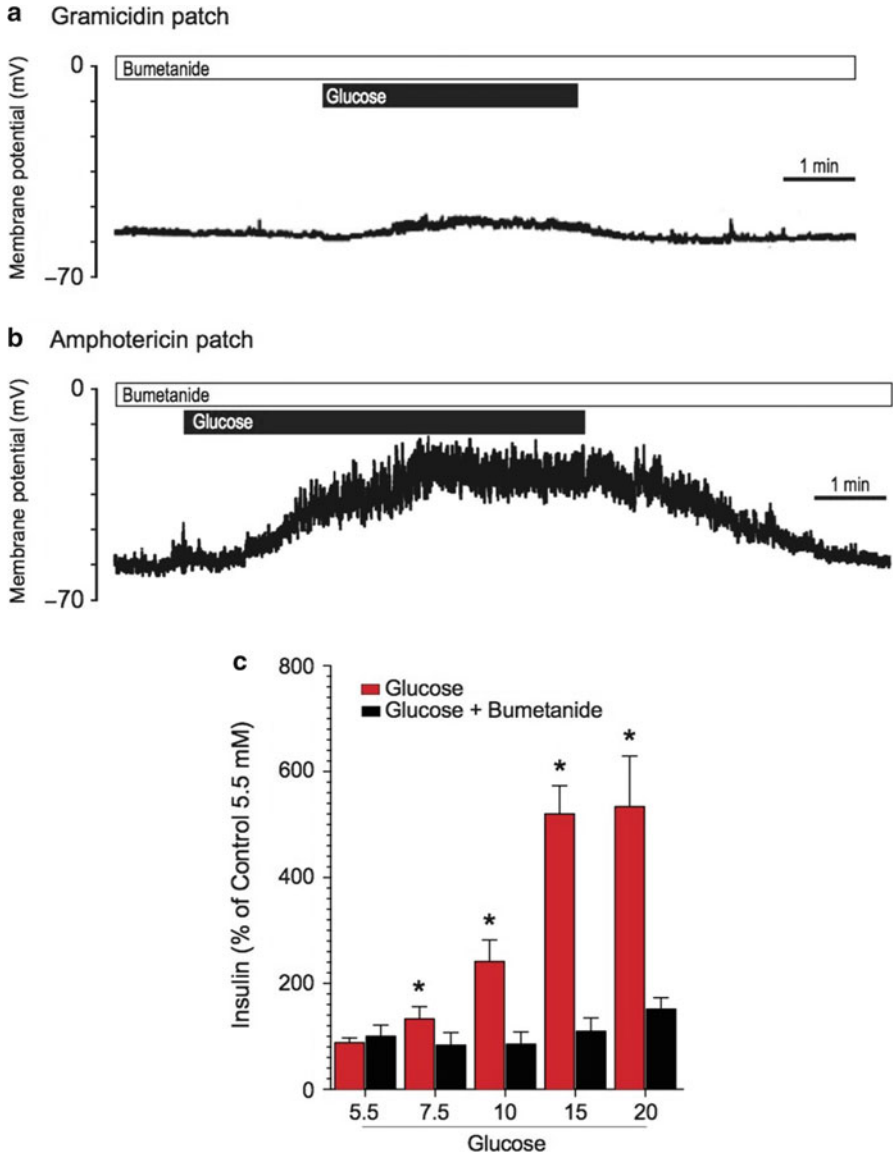 a Gramicidin patch
Membrane potential (mV)
0
−70
Bumetanide
Glucose
1 min
b Amphotericin patch
Membrane potential (mV)
0
−70
Bumetanide
Glucose
1 min
c
Insulin (% of Control 5.5 mM)
800
600
400
200
0
Glucose
Glucose + Bumetanide
*
*
*
*
5.5 7.5 10 15 20
Glucose